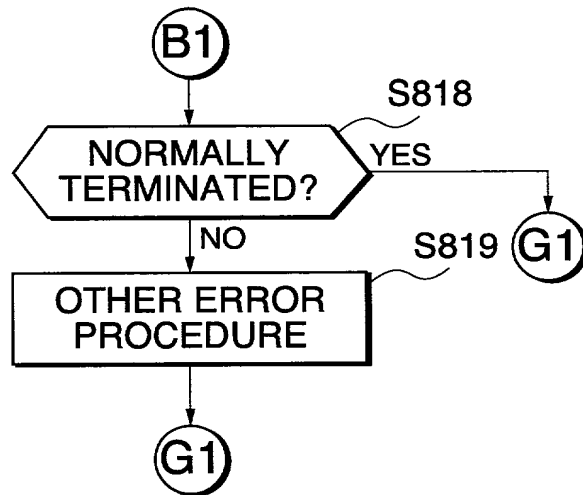 B1
S818
NORMALLY
TERMINATED?
YES
NO
G1
S819
OTHER ERROR
PROCEDURE
G1